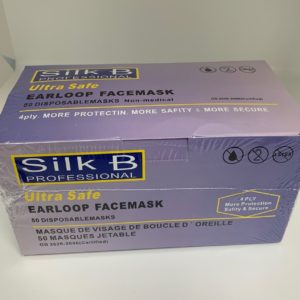 Silk B
PROFESSIONAL
Ultra Safe
EARLOOP FACEMASK
50 DISPOSABLEMASKS Non-medical
4ply MORE PROTECTIN MORE SAFITY & MORE SECURE
Silk B
PROFESSIONAL
Ultra Safe
EARLOOP FACEMASK
50 DISPOSABLEMASKS
MASQUE DE VISAGE DE BOUCLE D'OREILLE
50 MASQUES JETABLE
(Certified)
4 PLY
More Protection
Safity & Secure